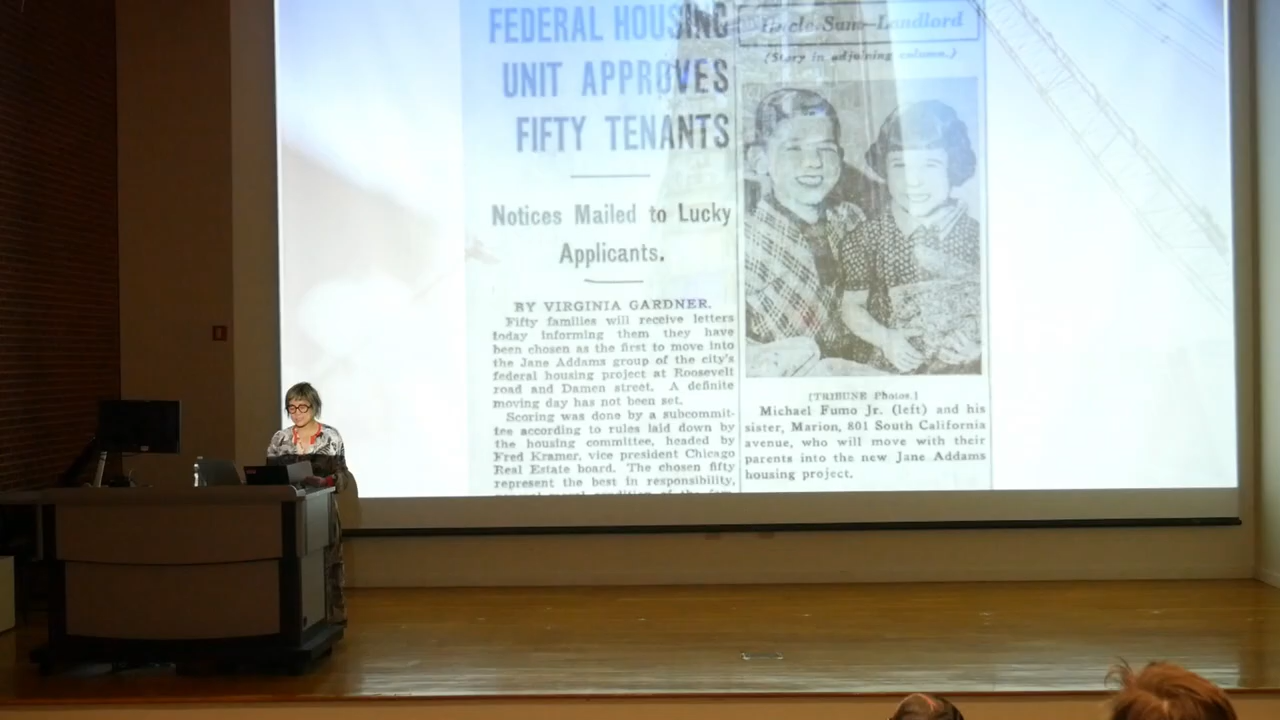 FEDERAL HOUSING
UNIT APPROVES
FIFTY TENANTS
Notices Mailed to Lucky
Applicants.
BY VIRGINIA GARDNER.
Fifty families will receive letters
today informing them they have
been chosen as the first to move into
the Jane Addams group of the city's
federal housing project at Roosevelt
road and Damen street. A definite
moving day has not been set.
Scoring was done by a subcommit-
tee according to rules laid down by
the housing committee, headed by
Fred Kramer, vice president Chicago
Real Estate board. The chosen fifty
represent the best in responsibility,
Uncle Sam—Landlord
(Story in adjoining column.)
[TRIBUNE Photos.]
Michael Fumo Jr. (left) and his
sister, Marion, 801 South California
avenue, who will move with their
parents into the new Jane Addams
housing project.